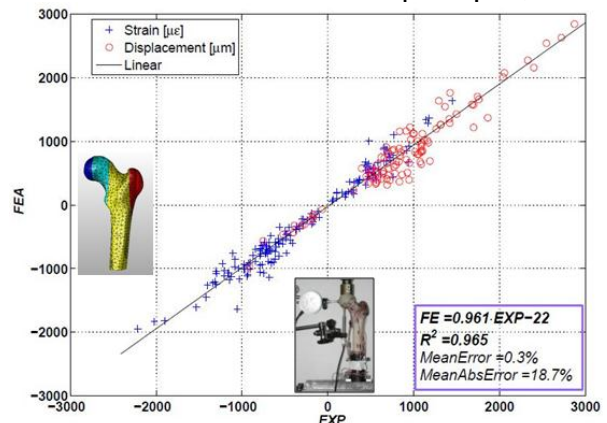 3000
2000
1000
0
−1000
−2000
−3000
FEA
+ Strain [µε]
○ Displacement [µm]
— Linear
FE =0.961·EXP−22
R² =0.965
MeanError =0.3%
MeanAbsError =18.7%
−3000 −2000 −1000 0 1000 2000 3000
EXP